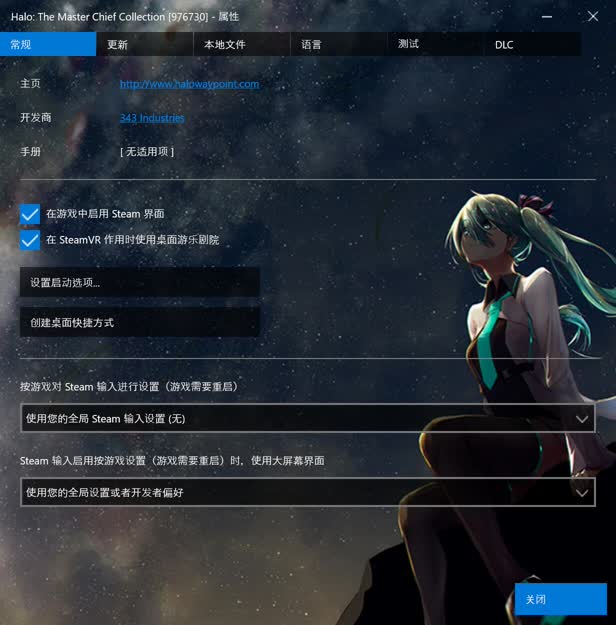 Halo: The Master Chief Collection [976730] - 属性
常规
更新
本地文件
语言
测试
DLC
主页 http://www.halowaypoint.com
开发商 343 Industries
手册 [ 无适用项 ]
在游戏中启用 Steam 界面
在 SteamVR 作用时使用桌面游乐剧院
设置启动选项...
创建桌面快捷方式
按游戏对 Steam 输入进行设置（游戏需要重启）
使用您的全局 Steam 输入设置 (无)
Steam 输入启用按游戏设置（游戏需要重启）时，使用大屏幕界面
使用您的全局设置或者开发者偏好
关闭